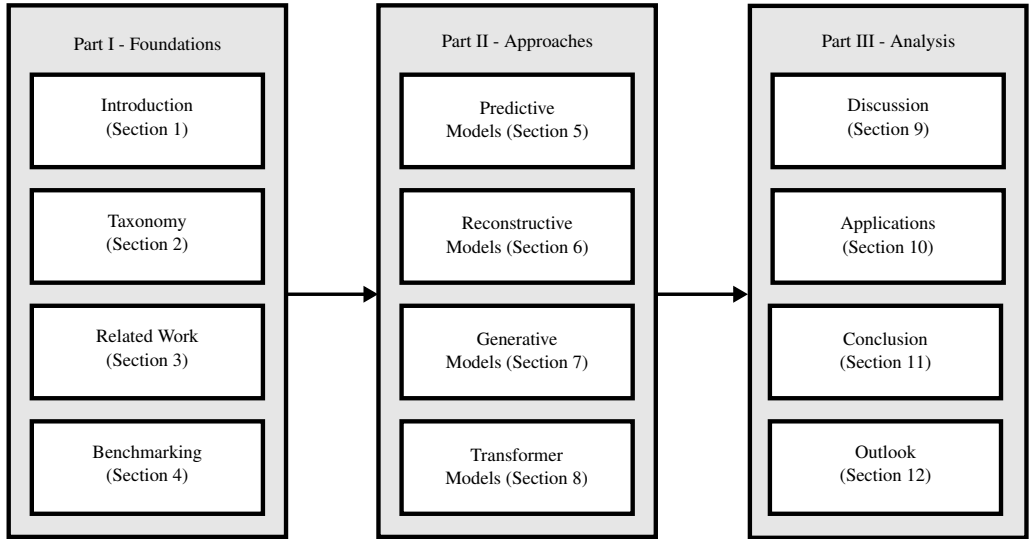 Part I - Foundations
Introduction
(Section 1)
Taxonomy
(Section 2)
Related Work
(Section 3)
Benchmarking
(Section 4)
Part II - Approaches
Predictive
Models (Section 5)
Reconstructive
Models (Section 6)
Generative
Models (Section 7)
Transformer
Models (Section 8)
Part III - Analysis
Discussion
(Section 9)
Applications
(Section 10)
Conclusion
(Section 11)
Outlook
(Section 12)